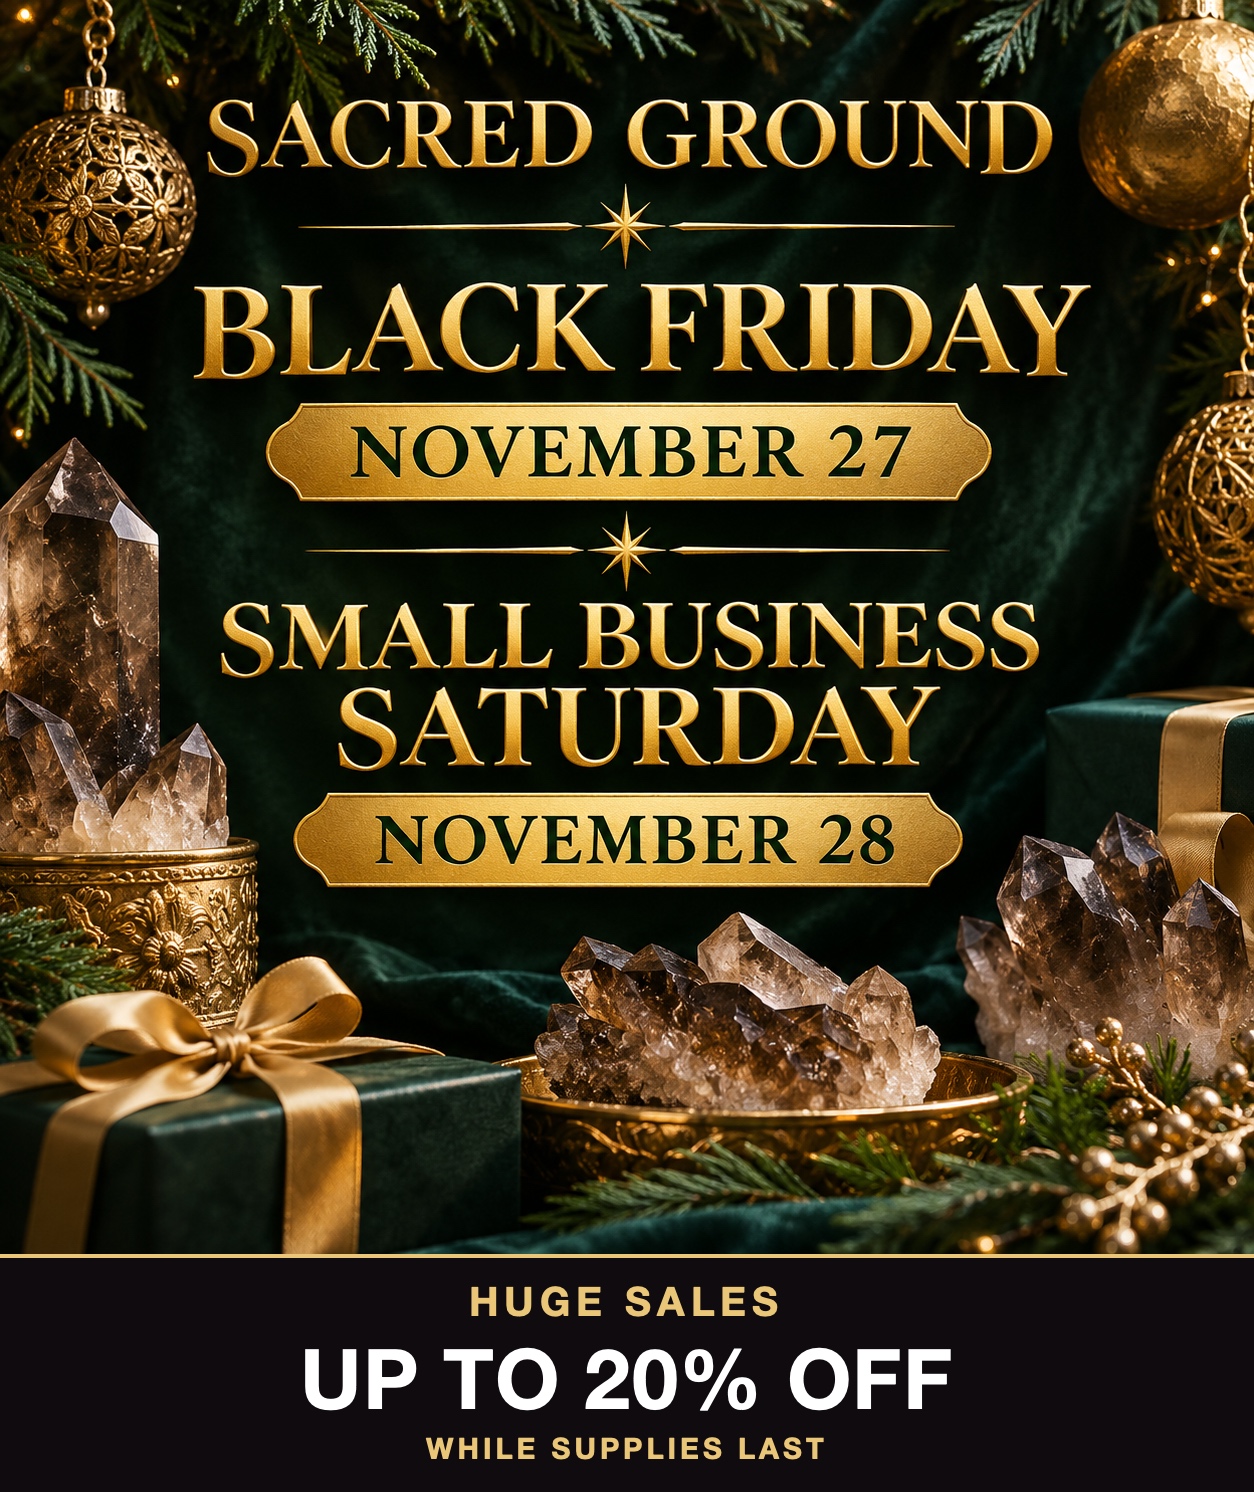 SACRED GROUND
BLACK FRIDAY
NOVEMBER 27
SMALL BUSINESS
SATURDAY
NOVEMBER 28
HUGE SALES
UP TO 20% OFF
WHILE SUPPLIES LAST